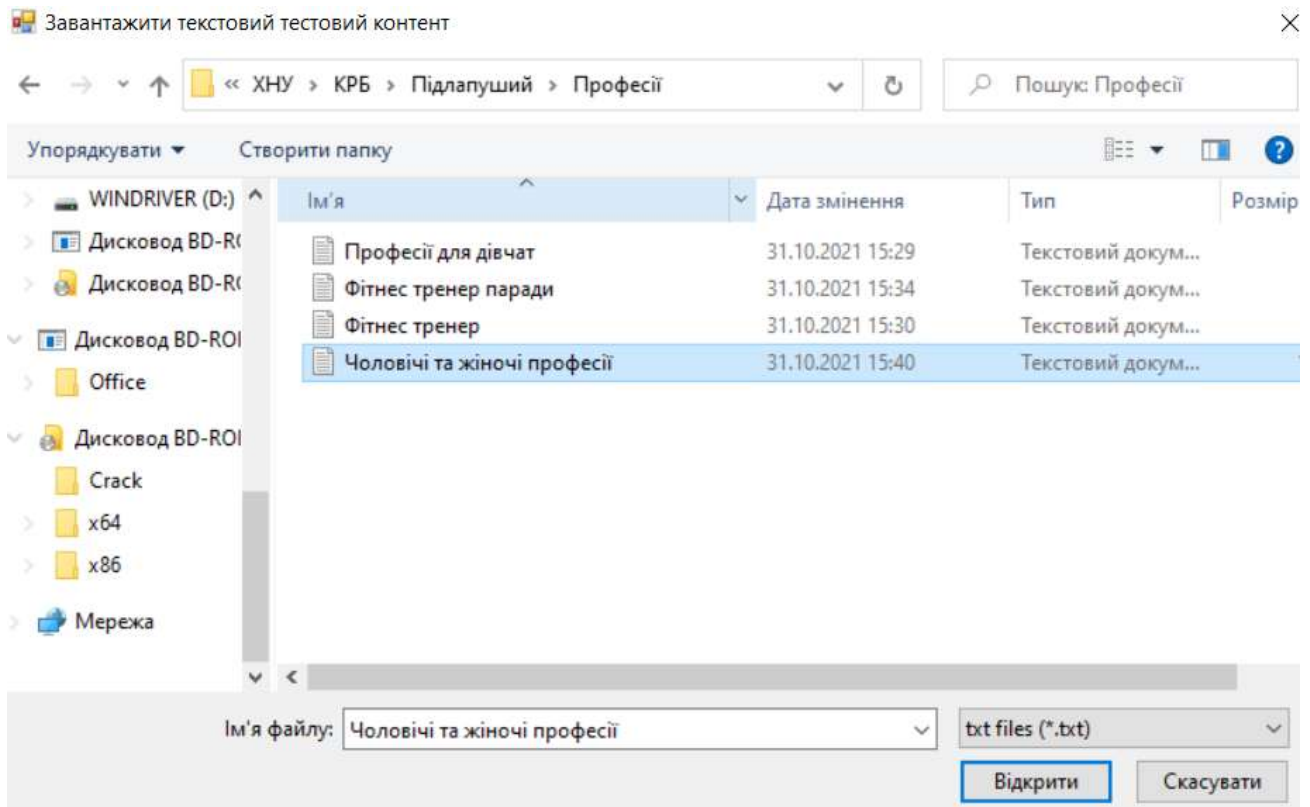 Завантажити текстовий тестовий контент
« ХНУ › КРБ › Підлапуший › Професії
Пошук: Професії
Упорядкувати
Створити папку
Ім'я
Дата змінення
Тип
Розмір
WINDRIVER (D:)
Дисковод BD-RO
Дисковод BD-RO
Дисковод BD-ROI
Office
Дисковод BD-ROI
Crack
x64
x86
Мережа
Професії для дівчат 31.10.2021 15:29 Текстовий докум...
Фітнес тренер паради 31.10.2021 15:34 Текстовий докум...
Фітнес тренер 31.10.2021 15:30 Текстовий докум...
Чоловічі та жіночі професії 31.10.2021 15:40 Текстовий докум...
Ім'я файлу: Чоловічі та жіночі професії
txt files (*.txt)
Відкрити
Скасувати